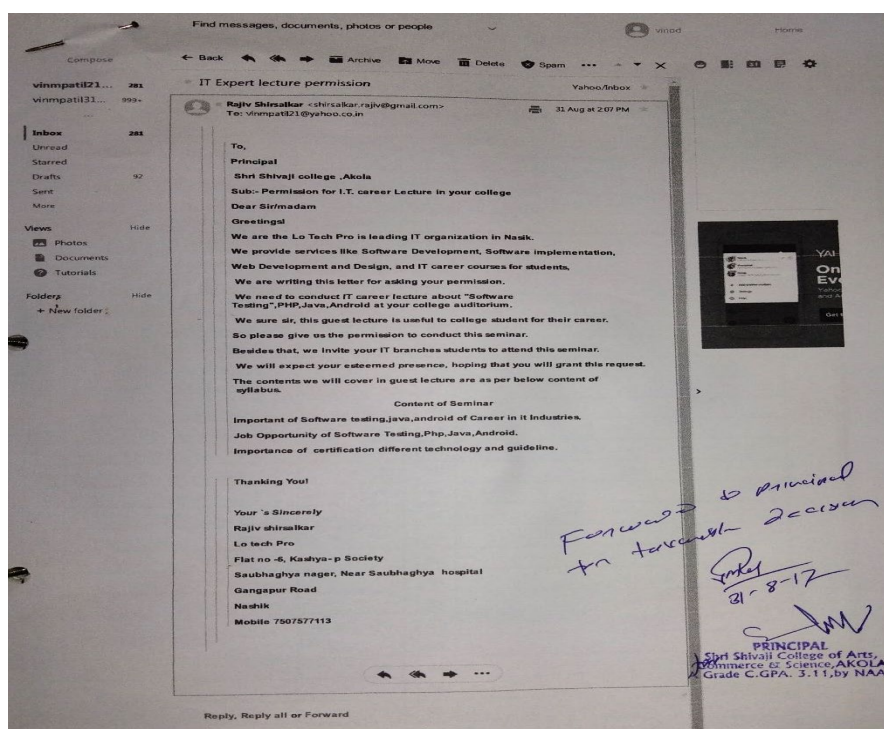 Find messages, documents, photos or people
vinod
Home
Compose
← Back
Archive
Move
Delete
Spam
vinmpatil21... 281
vinmpatil31... 999+
IT Expert lecture permission
Yahoo/Inbox
Rajiv Shirsalkar <shirsalkar.rajiv@gmail.com>
31 Aug at 2:07 PM
To: vinmpatil21@yahoo.co.in
Inbox 281
Unread
Starred
Drafts 92
Sent
More
Views Hide
Photos
Documents
Tutorials
Folders Hide
+ New folder
To,
Principal
Shri Shivaji college ,Akola
Sub:- Permission for I.T. career Lecture in your college
Dear Sir/madam
Greetings!
We are the Lo Tech Pro is leading IT organization in Nasik.
We provide services like Software Development, Software implementation,
Web Development and Design, and IT career courses for students,
We are writing this letter for asking your permission.
We need to conduct IT career lecture about "Software
Testing",PHP,Java,Android at your college auditorium.
We sure sir, this guest lecture is useful to college student for their career.
So please give us the permission to conduct this seminar.
Besides that, we invite your IT branches students to attend this seminar.
We will expect your esteemed presence, hoping that you will grant this request.
The contents we will cover in guest lecture are as per below content of
syllabus.
Content of Seminar
Important of Software testing,java,android of Career in it Industries.
Job Opportunity of Software Testing,Php,Java,Android.
Importance of certification different technology and guideline.
Thanking You!
Your 's Sincerely
Rajiv shirsalkar
Lo tech Pro
Flat no -6, Kashya- p Society
Saubhaghya nager, Near Saubhaghya hospital
Gangapur Road
Nashik
Mobile 7507577113
Reply, Reply all or Forward
On
Forward to principal
for favourable decision
31-8-17
PRINCIPAL
Shri Shivaji College of Arts,
Commerce & Science,AKOLA
Grade C.GPA. 3.11,by NAA